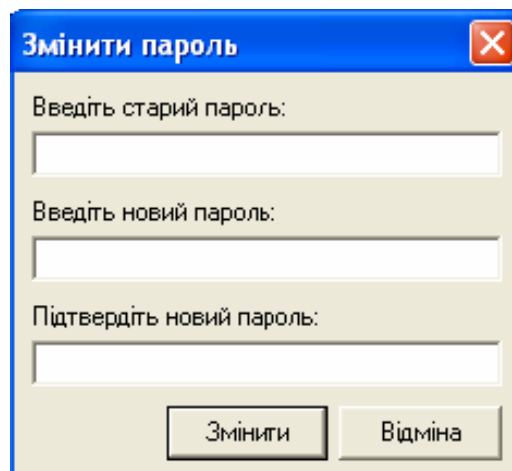 Змінити пароль
Введіть старий пароль:
Введіть новий пароль:
Підтвердіть новий пароль:
Змінити Відміна